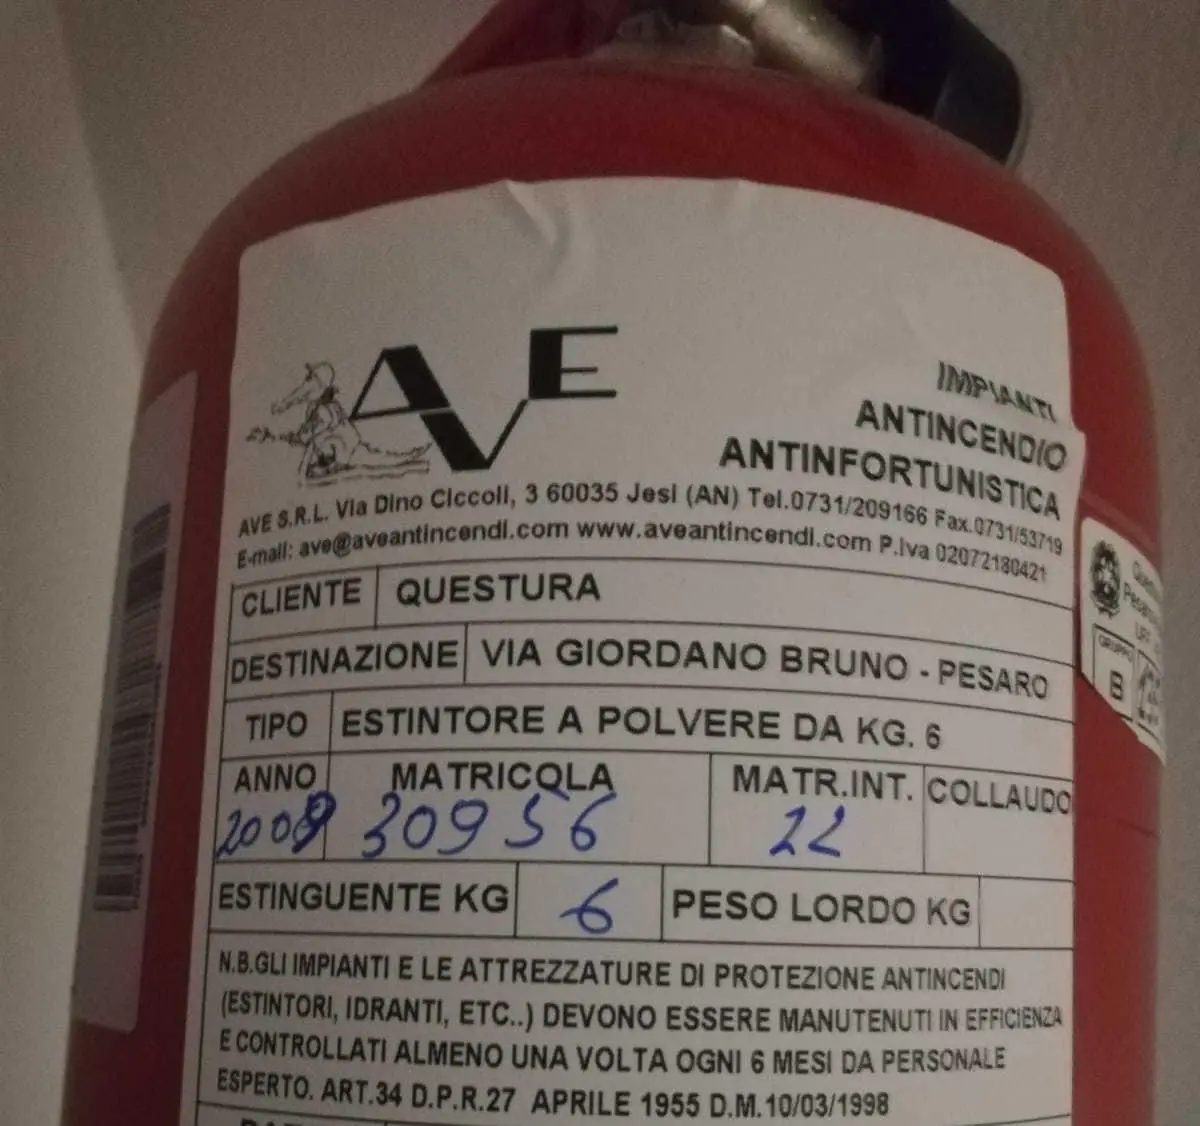 AVE
IMPIANTI
ANTINCENDIO
ANTINFORTUNISTICA
AVE S.R.L. Via Dino Ciccoli, 3 60035 Jesi (AN) Tel.0731/209166 Fax.0731/53719
E-mail: ave@aveantincendi.com www.aveantincendi.com P.Iva 02072180421
CLIENTE QUESTURA
DESTINAZIONE VIA GIORDANO BRUNO - PESARO
TIPO ESTINTORE A POLVERE DA KG. 6
ANNO MATRICOLA MATR.INT. COLLAUDO
2009 30956 22
ESTINGUENTE KG 6 PESO LORDO KG
N.B.GLI IMPIANTI E LE ATTREZZATURE DI PROTEZIONE ANTINCENDI
(ESTINTORI, IDRANTI, ETC..) DEVONO ESSERE MANUTENUTI IN EFFICIENZA
E CONTROLLATI ALMENO UNA VOLTA OGNI 6 MESI DA PERSONALE
ESPERTO. ART.34 D.P.R.27 APRILE 1955 D.M.10/03/1998
GRUPPO
B